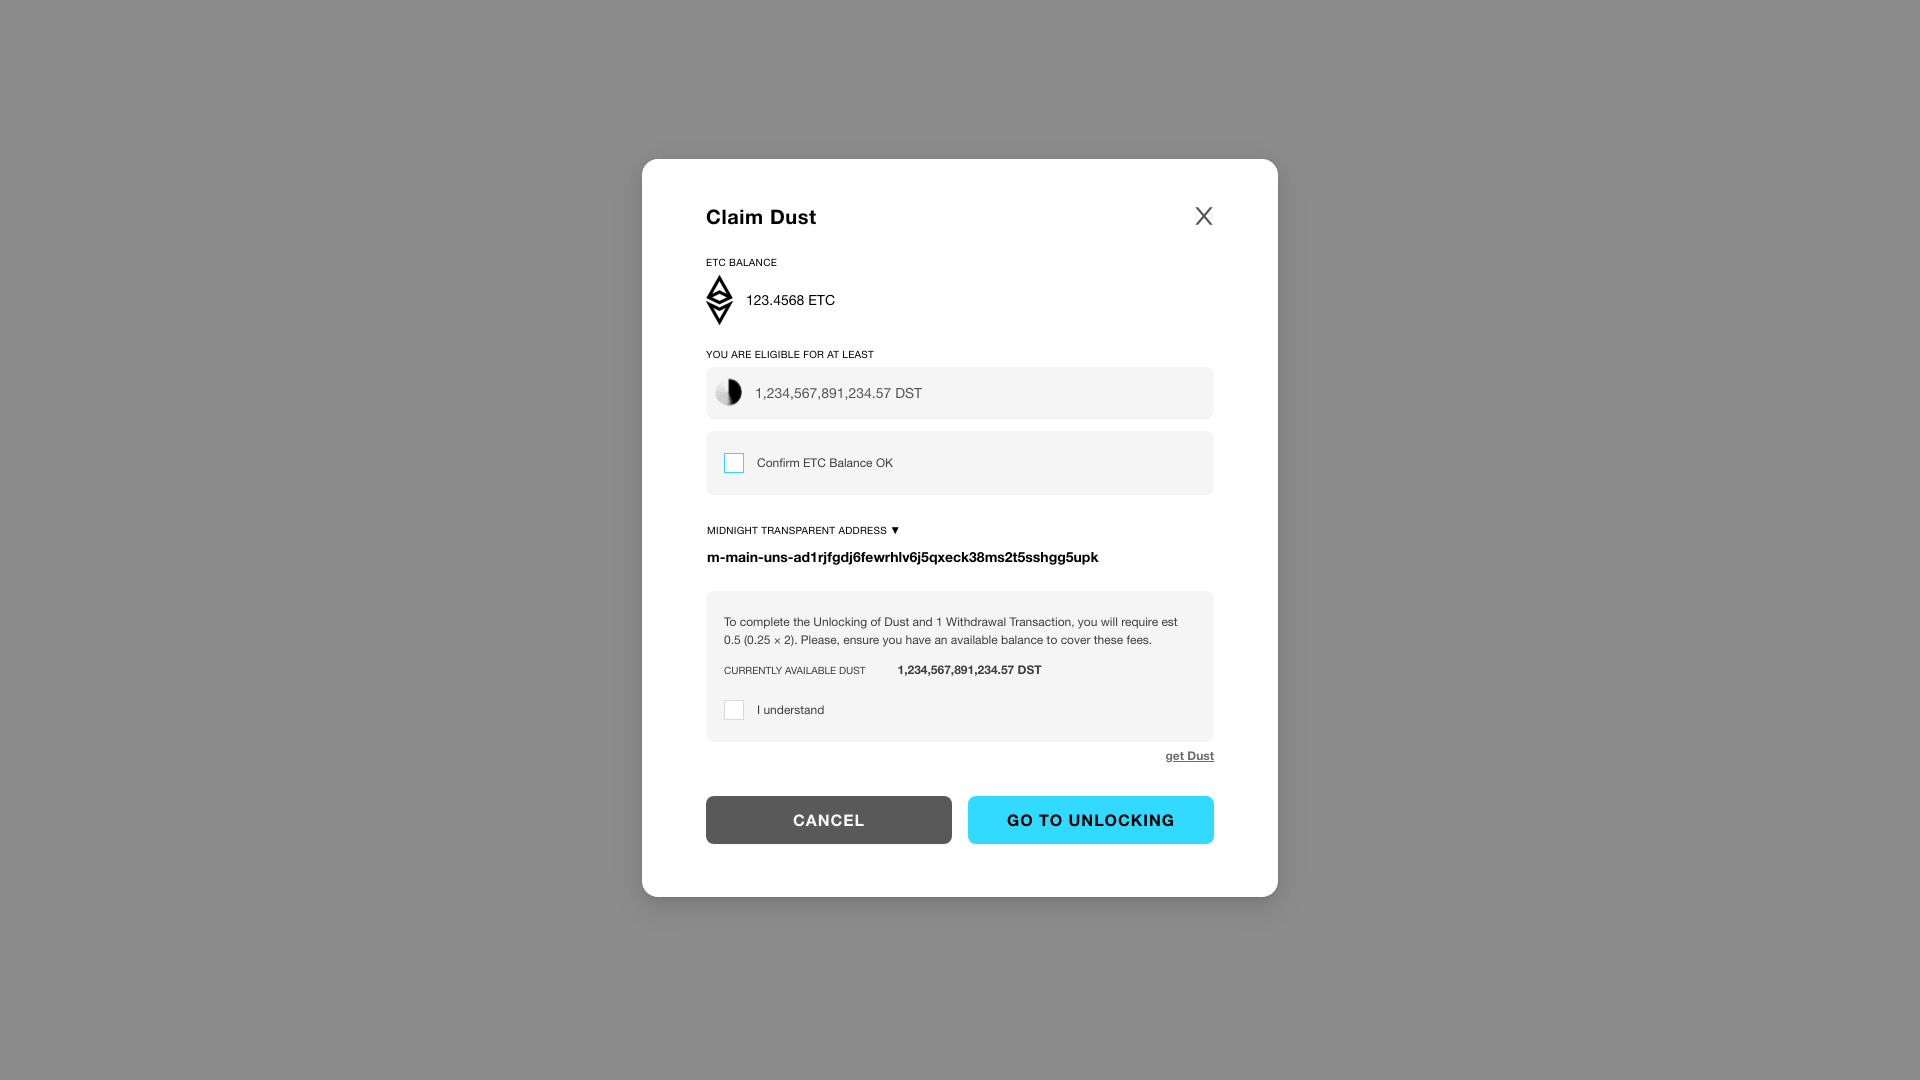 Claim Dust
X
ETC BALANCE
123.4568 ETC
YOU ARE ELIGIBLE FOR AT LEAST
1,234,567,891,234.57 DST
Confirm ETC Balance OK
MIDNIGHT TRANSPARENT ADDRESS ▼
m-main-uns-ad1rjfgdj6fewrhlv6j5qxeck38ms2t5sshgg5upk
To complete the Unlocking of Dust and 1 Withdrawal Transaction, you will require est
0.5 (0.25 × 2). Please, ensure you have an available balance to cover these fees.
CURRENTLY AVAILABLE DUST 1,234,567,891,234.57 DST
I understand
get Dust
CANCEL GO TO UNLOCKING